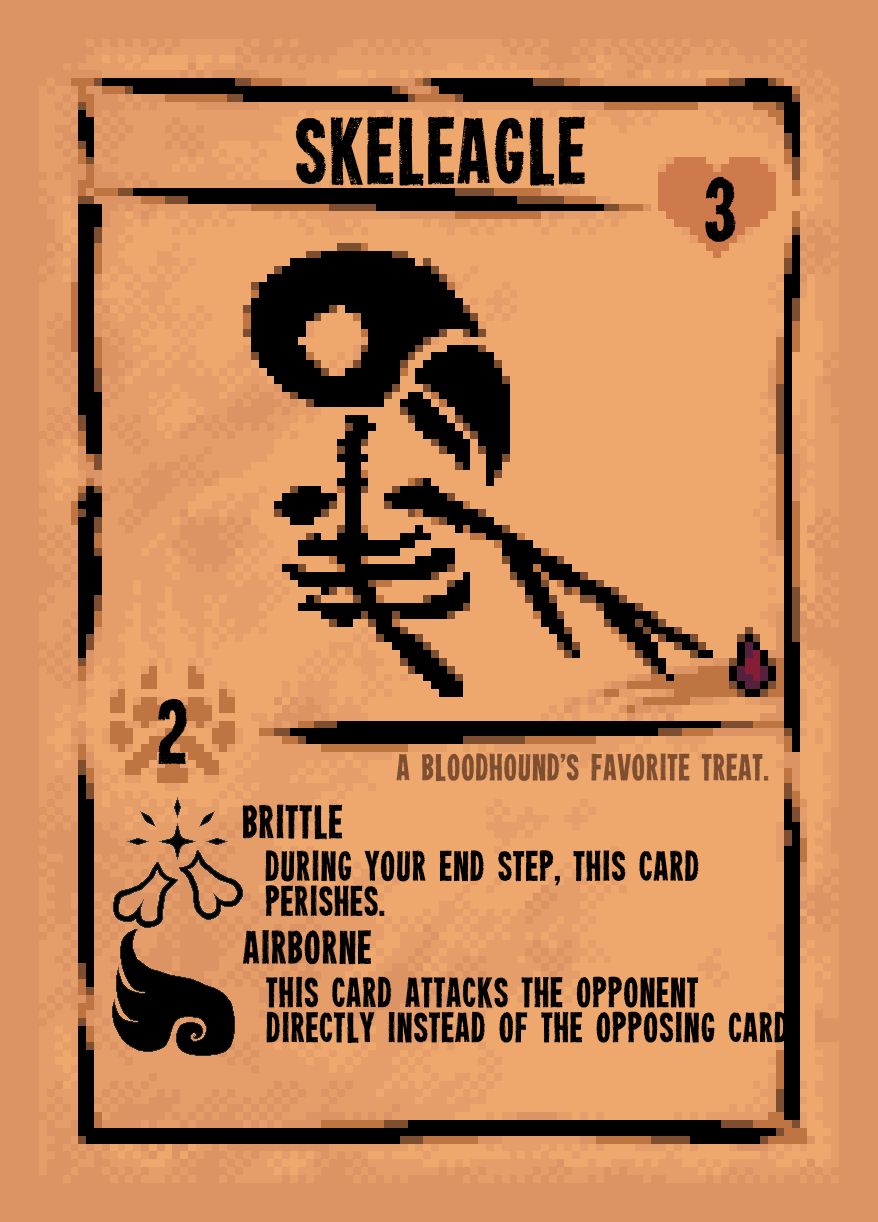 SKELEAGLE
3
2
A BLOODHOUND'S FAVORITE TREAT.
BRITTLE
DURING YOUR END STEP, THIS CARD
PERISHES.
AIRBORNE
THIS CARD ATTACKS THE OPPONENT
DIRECTLY INSTEAD OF THE OPPOSING CARD